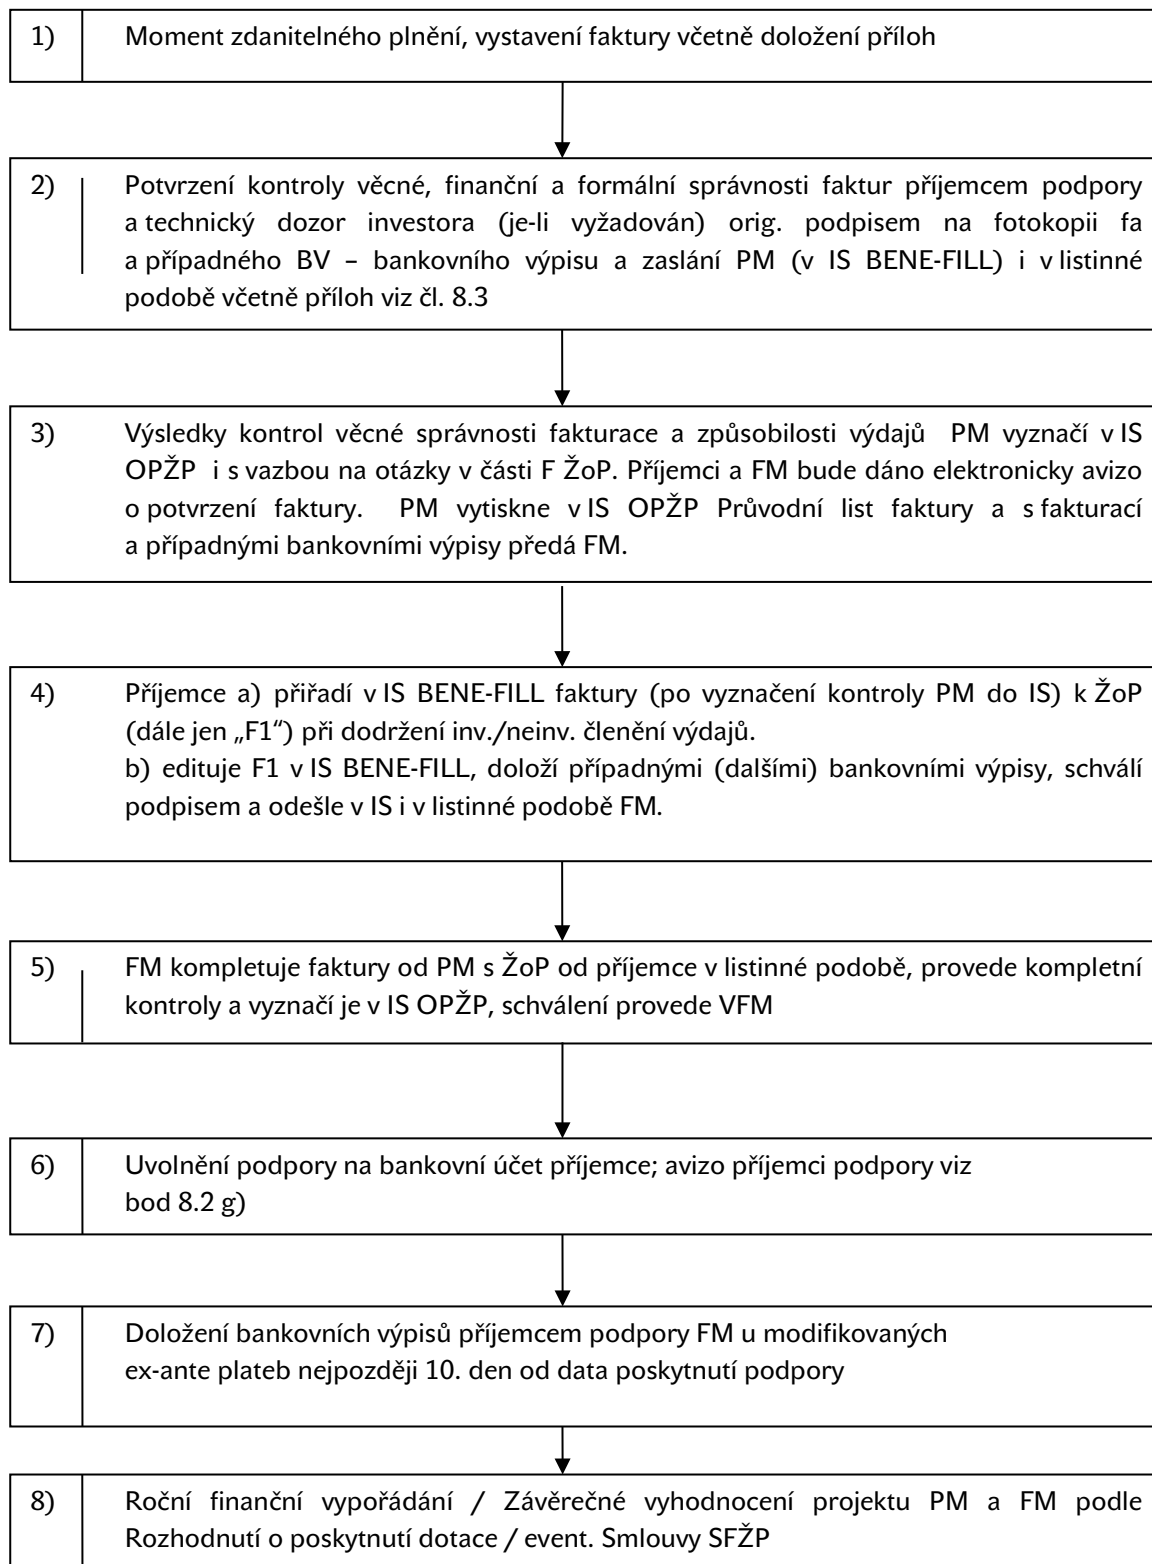 1) Moment zdanitelného plnění, vystavení faktury včetně doložení příloh
2) Potvrzení kontroly věcné, finanční a formální správnosti faktur příjemcem podpory
a technický dozor investora (je-li vyžadován) orig. podpisem na fotokopii fa
a případného BV – bankovního výpisu a zaslání PM (v IS BENE-FILL) i v listinné
podobě včetně příloh viz čl. 8.3
3) Výsledky kontrol věcné správnosti fakturace a způsobilosti výdajů PM vyznačí v IS
OPŽP i s vazbou na otázky v části F ŽoP. Příjemci a FM bude dáno elektronicky avizo
o potvrzení faktury. PM vytiskne v IS OPŽP Průvodní list faktury a s fakturací
a případnými bankovními výpisy předá FM.
4) Příjemce a) přiřadí v IS BENE-FILL faktury (po vyznačení kontroly PM do IS) k ŽoP
(dále jen „F1“) při dodržení inv./neinv. členění výdajů.
b) edituje F1 v IS BENE-FILL, doloží případnými (dalšími) bankovními výpisy, schválí
podpisem a odešle v IS i v listinné podobě FM.
5) FM kompletuje faktury od PM s ŽoP od příjemce v listinné podobě, provede kompletní
kontroly a vyznačí je v IS OPŽP, schválení provede VFM
6) Uvolnění podpory na bankovní účet příjemce; avizo příjemci podpory viz
bod 8.2 g)
7) Doložení bankovních výpisů příjemcem podpory FM u modifikovaných
ex-ante plateb nejpozději 10. den od data poskytnutí podpory
8) Roční finanční vypořádání / Závěrečné vyhodnocení projektu PM a FM podle
Rozhodnutí o poskytnutí dotace / event. Smlouvy SFŽP